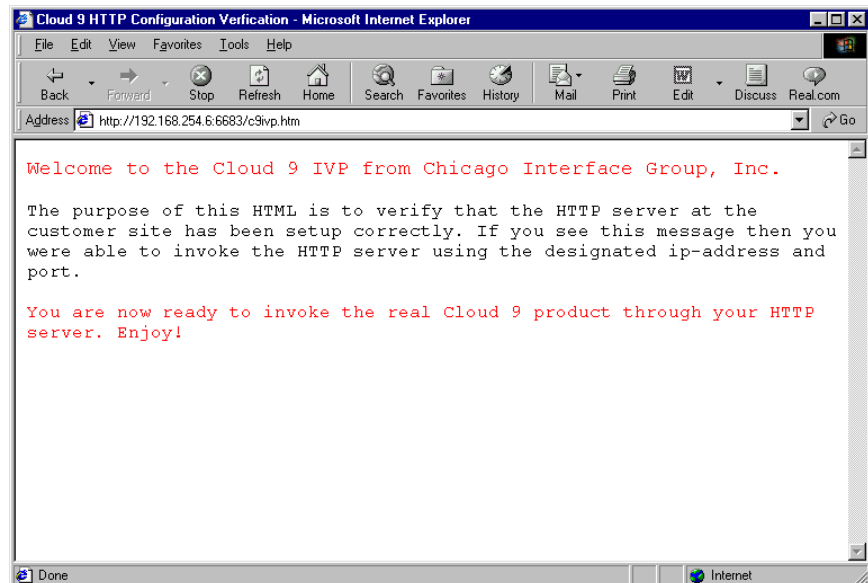 Cloud 9 HTTP Configuration Verfication - Microsoft Internet Explorer
File Edit View Favorites Tools Help
Back Forward Stop Refresh Home Search Favorites History Mail Print Edit Discuss Real.com
Address http://192.168.254.6:6683/c9ivp.htm Go
Welcome to the Cloud 9 IVP from Chicago Interface Group, Inc.
The purpose of this HTML is to verify that the HTTP server at the
customer site has been setup correctly. If you see this message then you
were able to invoke the HTTP server using the designated ip-address and
port.
You are now ready to invoke the real Cloud 9 product through your HTTP
server. Enjoy!
Done Internet